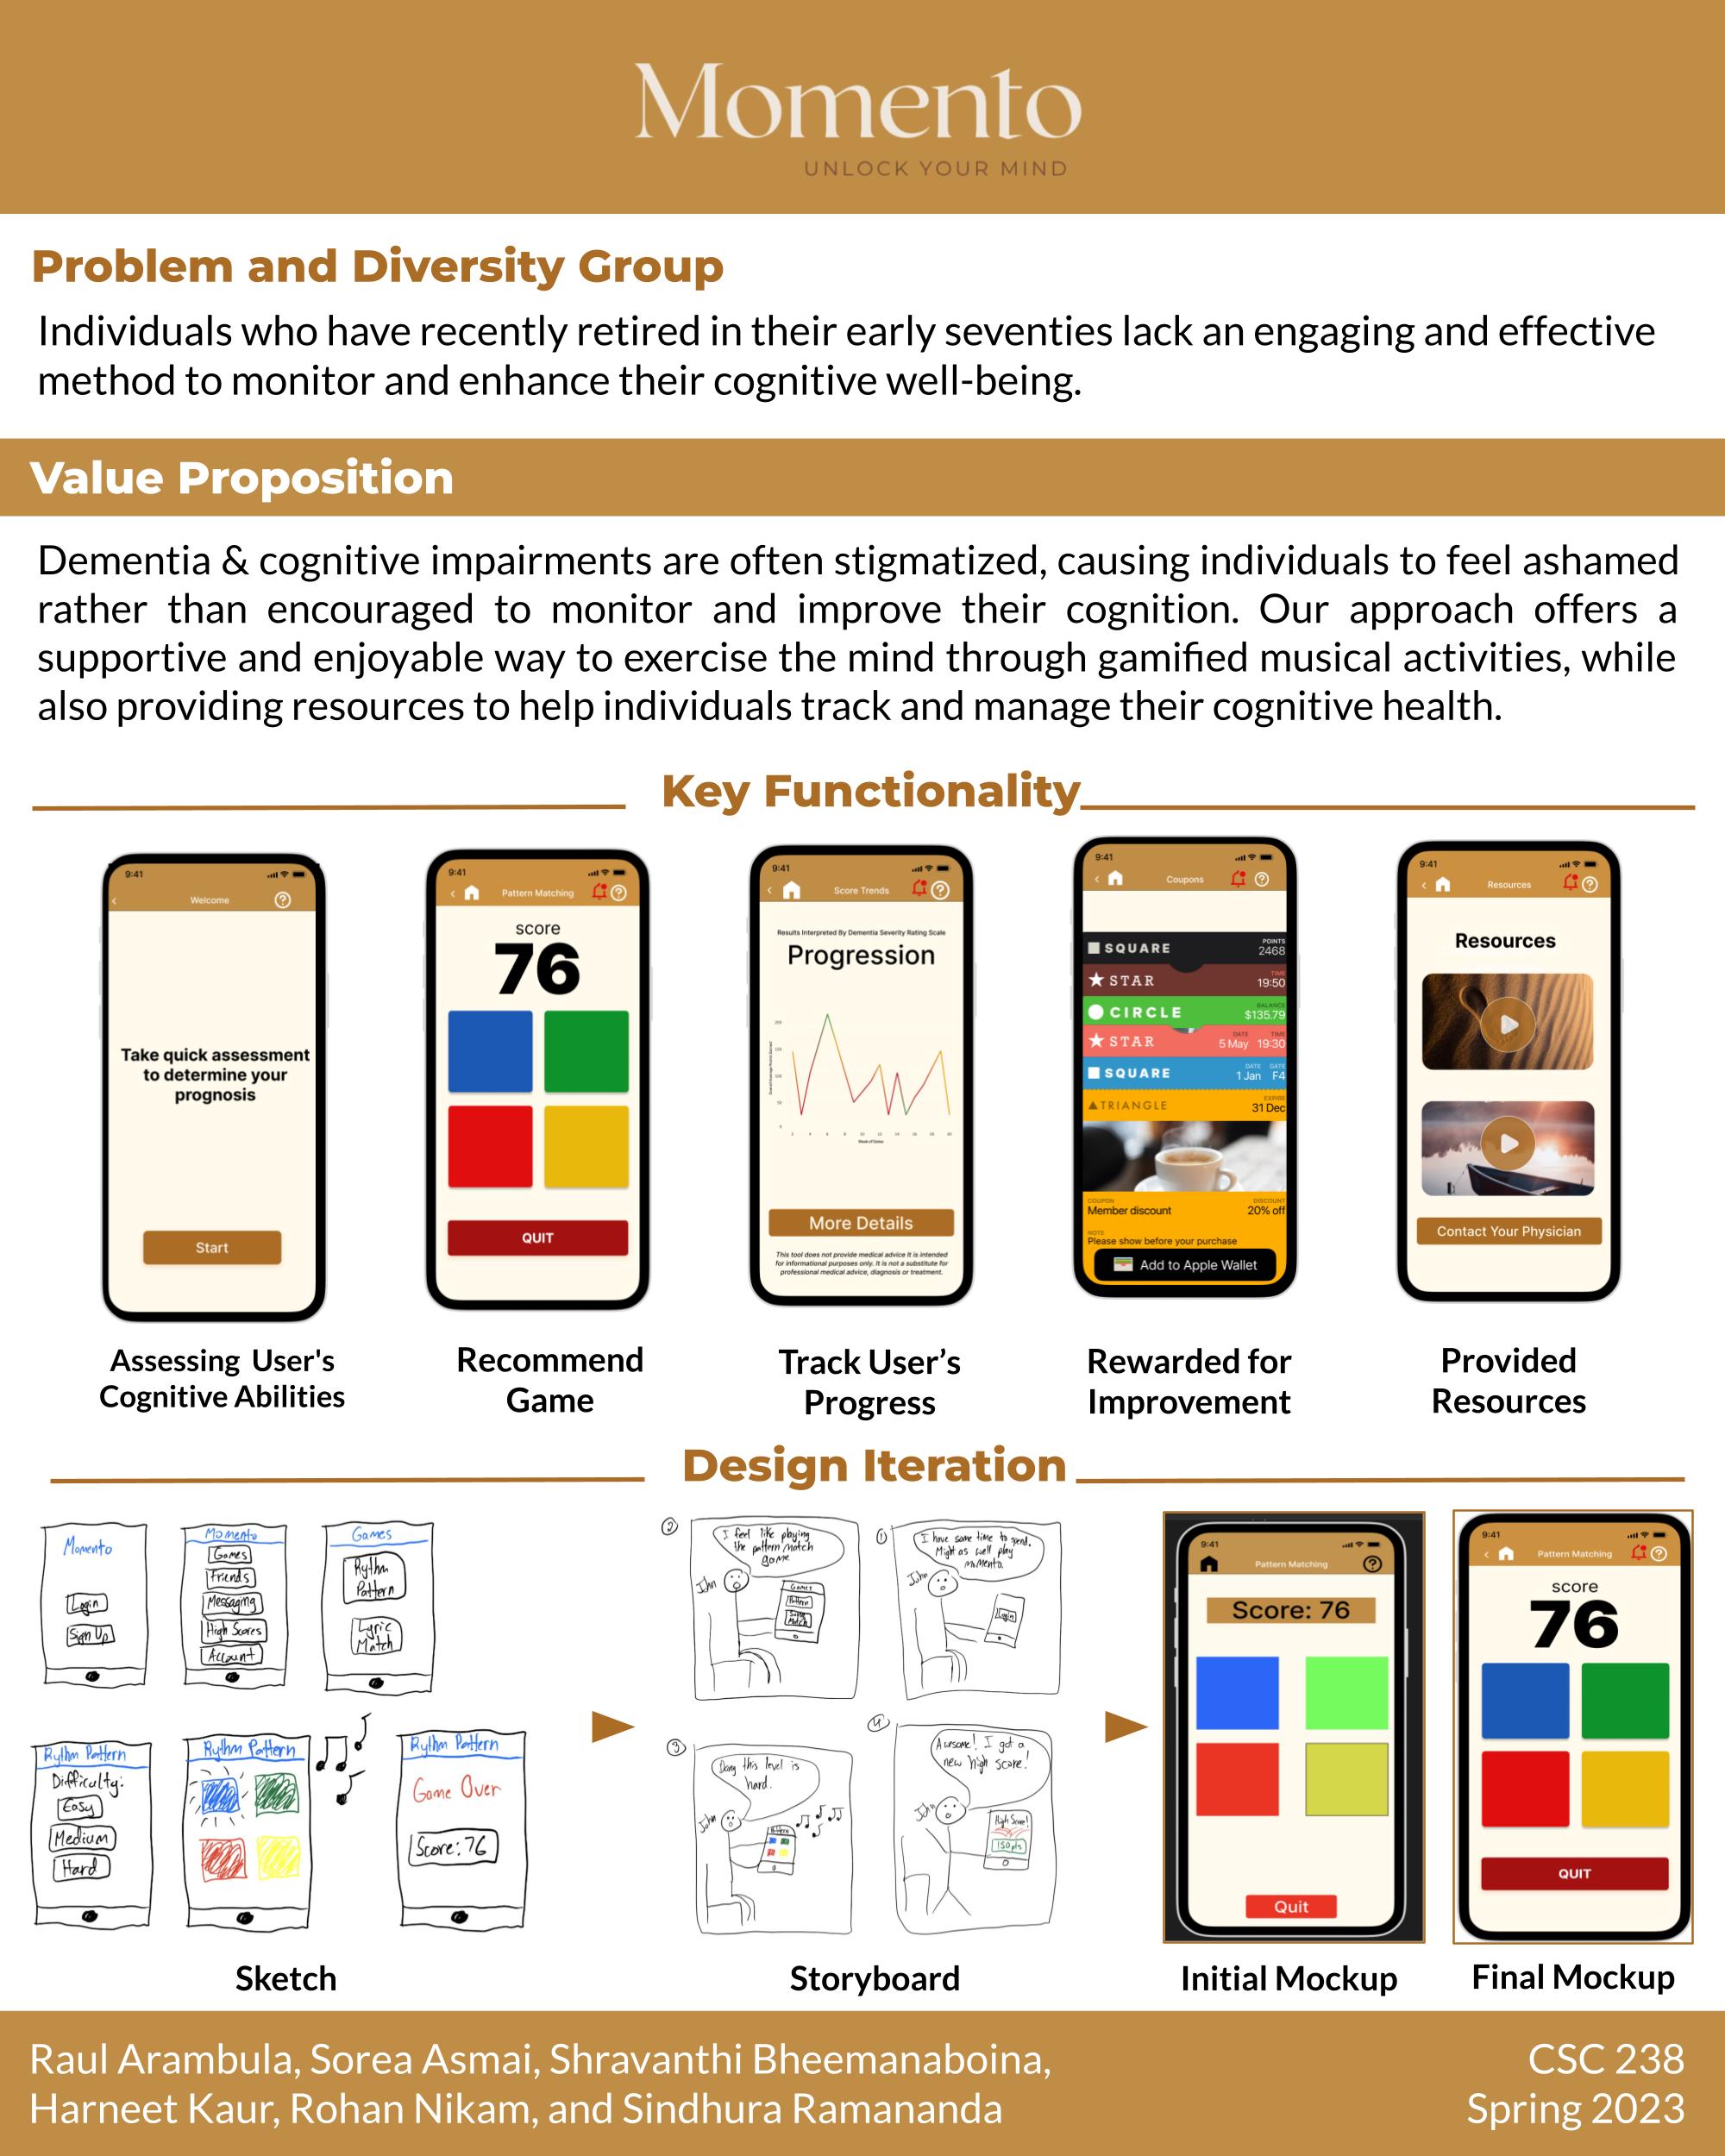 Momento
UNLOCK YOUR MIND
Problem and Diversity Group
Individuals who have recently retired in their early seventies lack an engaging and effective
method to monitor and enhance their cognitive well-being.
Value Proposition
Dementia & cognitive impairments are often stigmatized, causing individuals to feel ashamed
rather than encouraged to monitor and improve their cognition. Our approach offers a
supportive and enjoyable way to exercise the mind through gamified musical activities, while
also providing resources to help individuals track and manage their cognitive health.
Key Functionality
9:41
Welcome
Take quick assessment
to determine your
prognosis
Start
9:41
Pattern Matching
score
76
QUIT
9:41
Score Trends
Results Interpreted By Dementia Severity Rating Scale
Progression
More Details
This tool does not provide medical advice It is intended
for informational purposes only. It is not a substitute for
professional medical advice, diagnosis or treatment.
9:41
Coupons
SQUARE
POINTS
2468
STAR
TIME
19:50
CIRCLE
BALANCE
$135.79
STAR
DATE TIME
5 May 19:30
SQUARE
DATE GATE
1 Jan F4
TRIANGLE
EXPIRE
31 Dec
COUPON DISCOUNT
Member discount 20% off
NOTE
Please show before your purchase
Add to Apple Wallet
9:41
Resources
Resources
Contact Your Physician
Assessing User's
Cognitive Abilities
Recommend
Game
Track User’s
Progress
Rewarded for
Improvement
Provided
Resources
Design Iteration
Momento
Login
Sign Up
Momento
Games
Friends
Messaging
High Scores
Account
Games
Rythm
Pattern
Lyric
Match
Rythm Pattern
Difficulty:
Easy
Medium
Hard
Rythm Pattern
Rythm Pattern
Game Over
Score: 76
2
I feel like playing
the pattern match
game
John
Games
Pattern
Song
Match
1
I have some time to spend.
Might as well play
Momento.
John
Login
3
Dang this level is
hard.
John
Pattern
4
Awesome! I got a
new high score!
John
High Score!
150 pts
9:41
Pattern Matching
Score: 76
Quit
9:41
Pattern Matching
score
76
QUIT
Sketch
Storyboard
Initial Mockup
Final Mockup
Raul Arambula, Sorea Asmai, Shravanthi Bheemanaboina,
Harneet Kaur, Rohan Nikam, and Sindhura Ramananda
CSC 238
Spring 2023